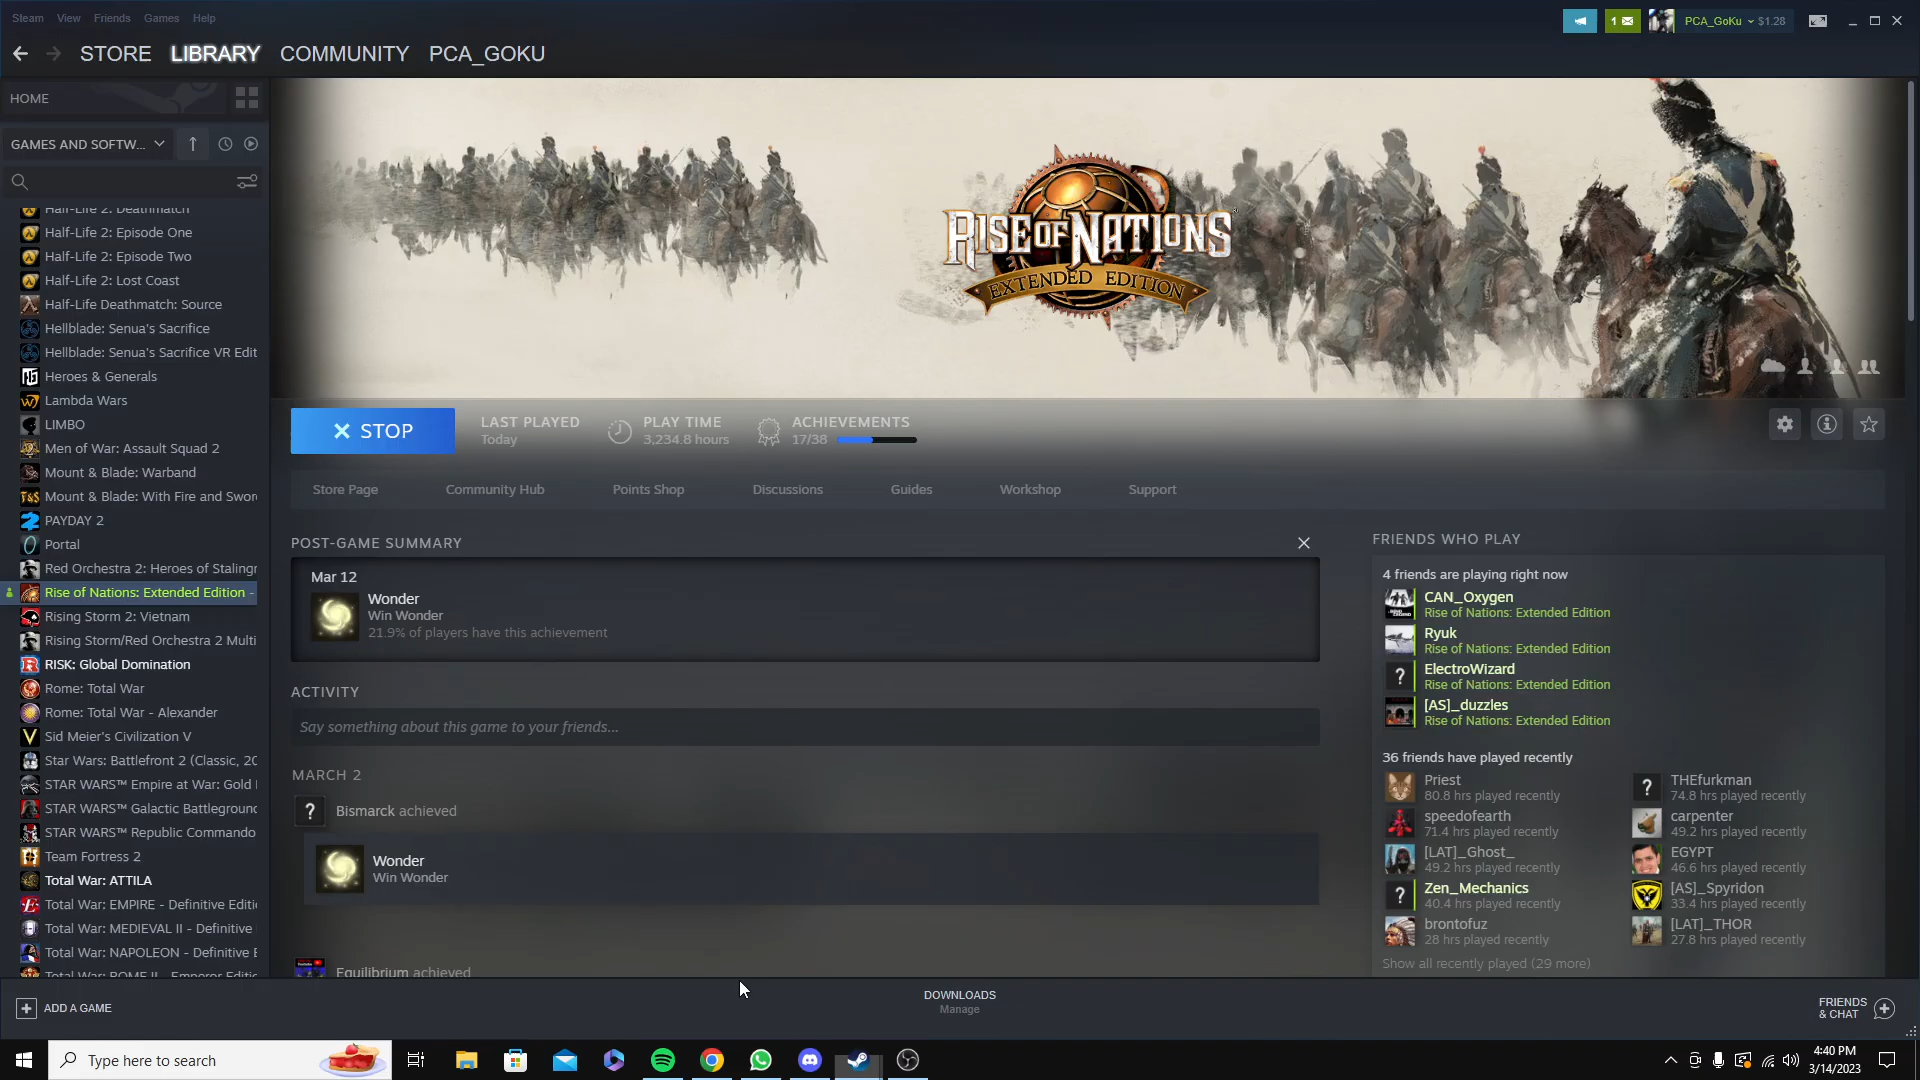 Steam View Friends Games Help
1 PCA_GoKu $1.28
STORE LIBRARY COMMUNITY PCA_GOKU
HOME
GAMES AND SOFTW...
Half-Life 2: Deathmatch
Half-Life 2: Episode One
Half-Life 2: Episode Two
Half-Life 2: Lost Coast
Half-Life Deathmatch: Source
Hellblade: Senua's Sacrifice
Hellblade: Senua's Sacrifice VR Edit
Heroes & Generals
Lambda Wars
LIMBO
Men of War: Assault Squad 2
Mount & Blade: Warband
Mount & Blade: With Fire and Swor
PAYDAY 2
Portal
Red Orchestra 2: Heroes of Stalingr
Rise of Nations: Extended Edition -
Rising Storm 2: Vietnam
Rising Storm/Red Orchestra 2 Multi
RISK: Global Domination
Rome: Total War
Rome: Total War - Alexander
Sid Meier's Civilization V
Star Wars: Battlefront 2 (Classic, 20
STAR WARS™ Empire at War: Gold
STAR WARS™ Galactic Battleground
STAR WARS™ Republic Commando
Team Fortress 2
Total War: ATTILA
Total War: EMPIRE - Definitive Editi
Total War: MEDIEVAL II - Definitive
Total War: NAPOLEON - Definitive E
Total War: ROME II - Emperor Editio
RISE OF NATIONS
EXTENDED EDITION
STOP
LAST PLAYED
Today
PLAY TIME
3,234.8 hours
ACHIEVEMENTS
17/38
Store Page Community Hub Points Shop Discussions Guides Workshop Support
POST-GAME SUMMARY
Mar 12
Wonder
Win Wonder
21.9% of players have this achievement
ACTIVITY
Say something about this game to your friends...
MARCH 2
Bismarck achieved
Wonder
Win Wonder
Equilibrium achieved
FRIENDS WHO PLAY
4 friends are playing right now
CAN_Oxygen
Rise of Nations: Extended Edition
Ryuk
Rise of Nations: Extended Edition
ElectroWizard
Rise of Nations: Extended Edition
[AS]_duzzles
Rise of Nations: Extended Edition
36 friends have played recently
Priest
80.8 hrs played recently
THEfurkman
74.8 hrs played recently
speedofearth
71.4 hrs played recently
carpenter
49.2 hrs played recently
[LAT]_Ghost_
49.2 hrs played recently
EGYPT
46.6 hrs played recently
Zen_Mechanics
40.4 hrs played recently
[AS]_Spyridon
33.4 hrs played recently
brontofuz
28 hrs played recently
[LAT]_THOR
27.8 hrs played recently
Show all recently played (29 more)
ADD A GAME
DOWNLOADS
Manage
FRIENDS
& CHAT
Type here to search
4:40 PM
3/14/2023